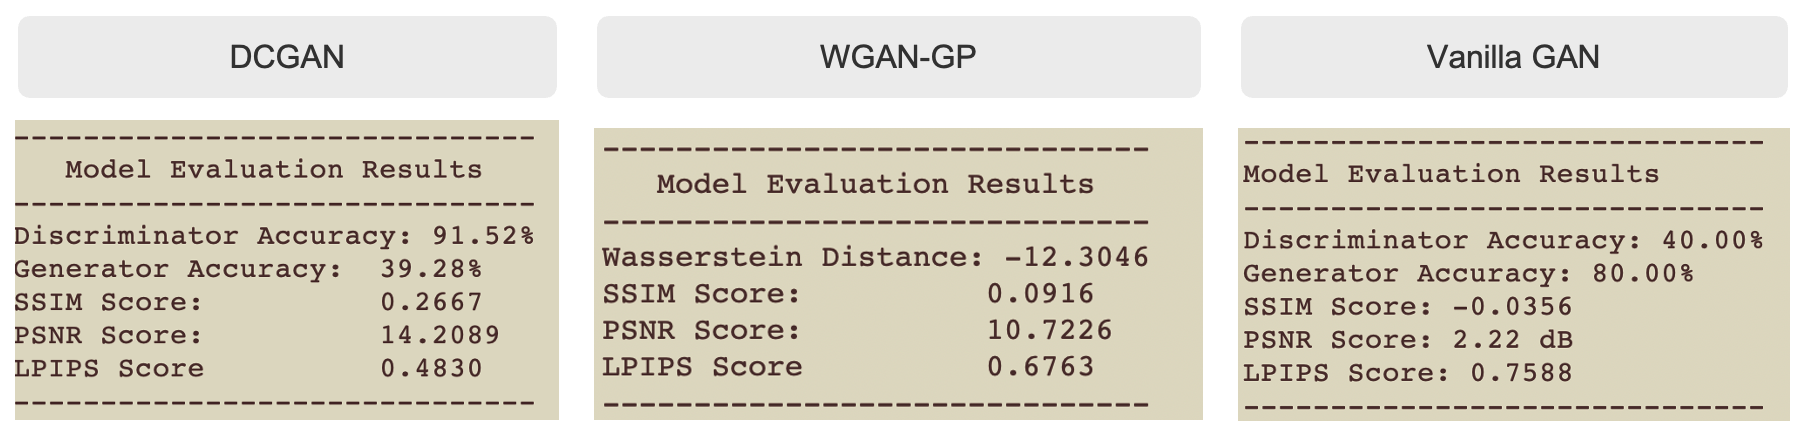 DCGAN
------------------------------
Model Evaluation Results
------------------------------
Discriminator Accuracy: 91.52%
Generator Accuracy: 39.28%
SSIM Score: 0.2667
PSNR Score: 14.2089
LPIPS Score 0.4830
------------------------------
WGAN-GP
------------------------------
Model Evaluation Results
------------------------------
Wasserstein Distance: -12.3046
SSIM Score: 0.0916
PSNR Score: 10.7226
LPIPS Score 0.6763
------------------------------
Vanilla GAN
------------------------------
Model Evaluation Results
------------------------------
Discriminator Accuracy: 40.00%
Generator Accuracy: 80.00%
SSIM Score: -0.0356
PSNR Score: 2.22 dB
LPIPS Score: 0.7588
------------------------------